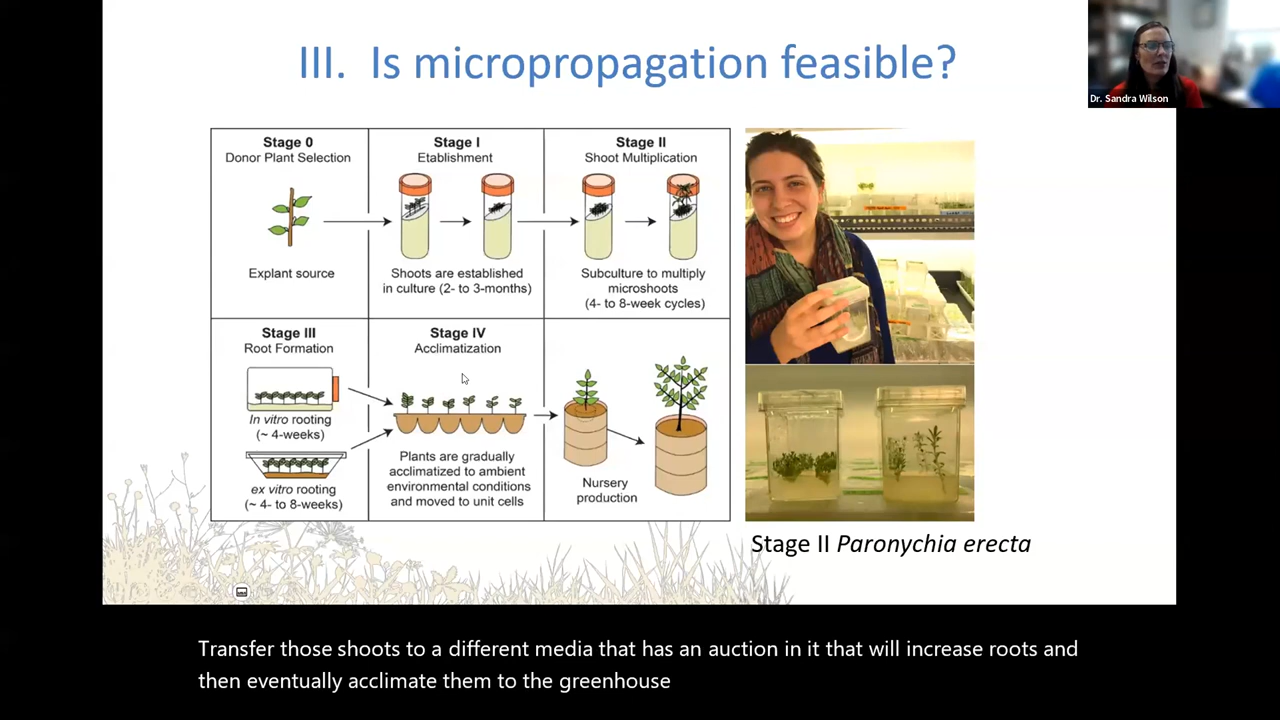 III.  Is micropropagation feasible?
Dr. Sandra Wilson
Stage 0
Donor Plant Selection
Explant source
Stage I
Etablishment
Shoots are established
in culture (2- to 3-months)
Stage II
Shoot Multiplication
Subculture to multiply
microshoots
(4- to 8-week cycles)
Stage III
Root Formation
In vitro rooting
(~ 4-weeks)
ex vitro rooting
(~ 4- to 8-weeks)
Stage IV
Acclimatization
Plants are gradually
acclimatized to ambient
environmental conditions
and moved to unit cells
Nursery
production
Stage II Paronychia erecta
Transfer those shoots to a different media that has an auction in it that will increase roots and
then eventually acclimate them to the greenhouse